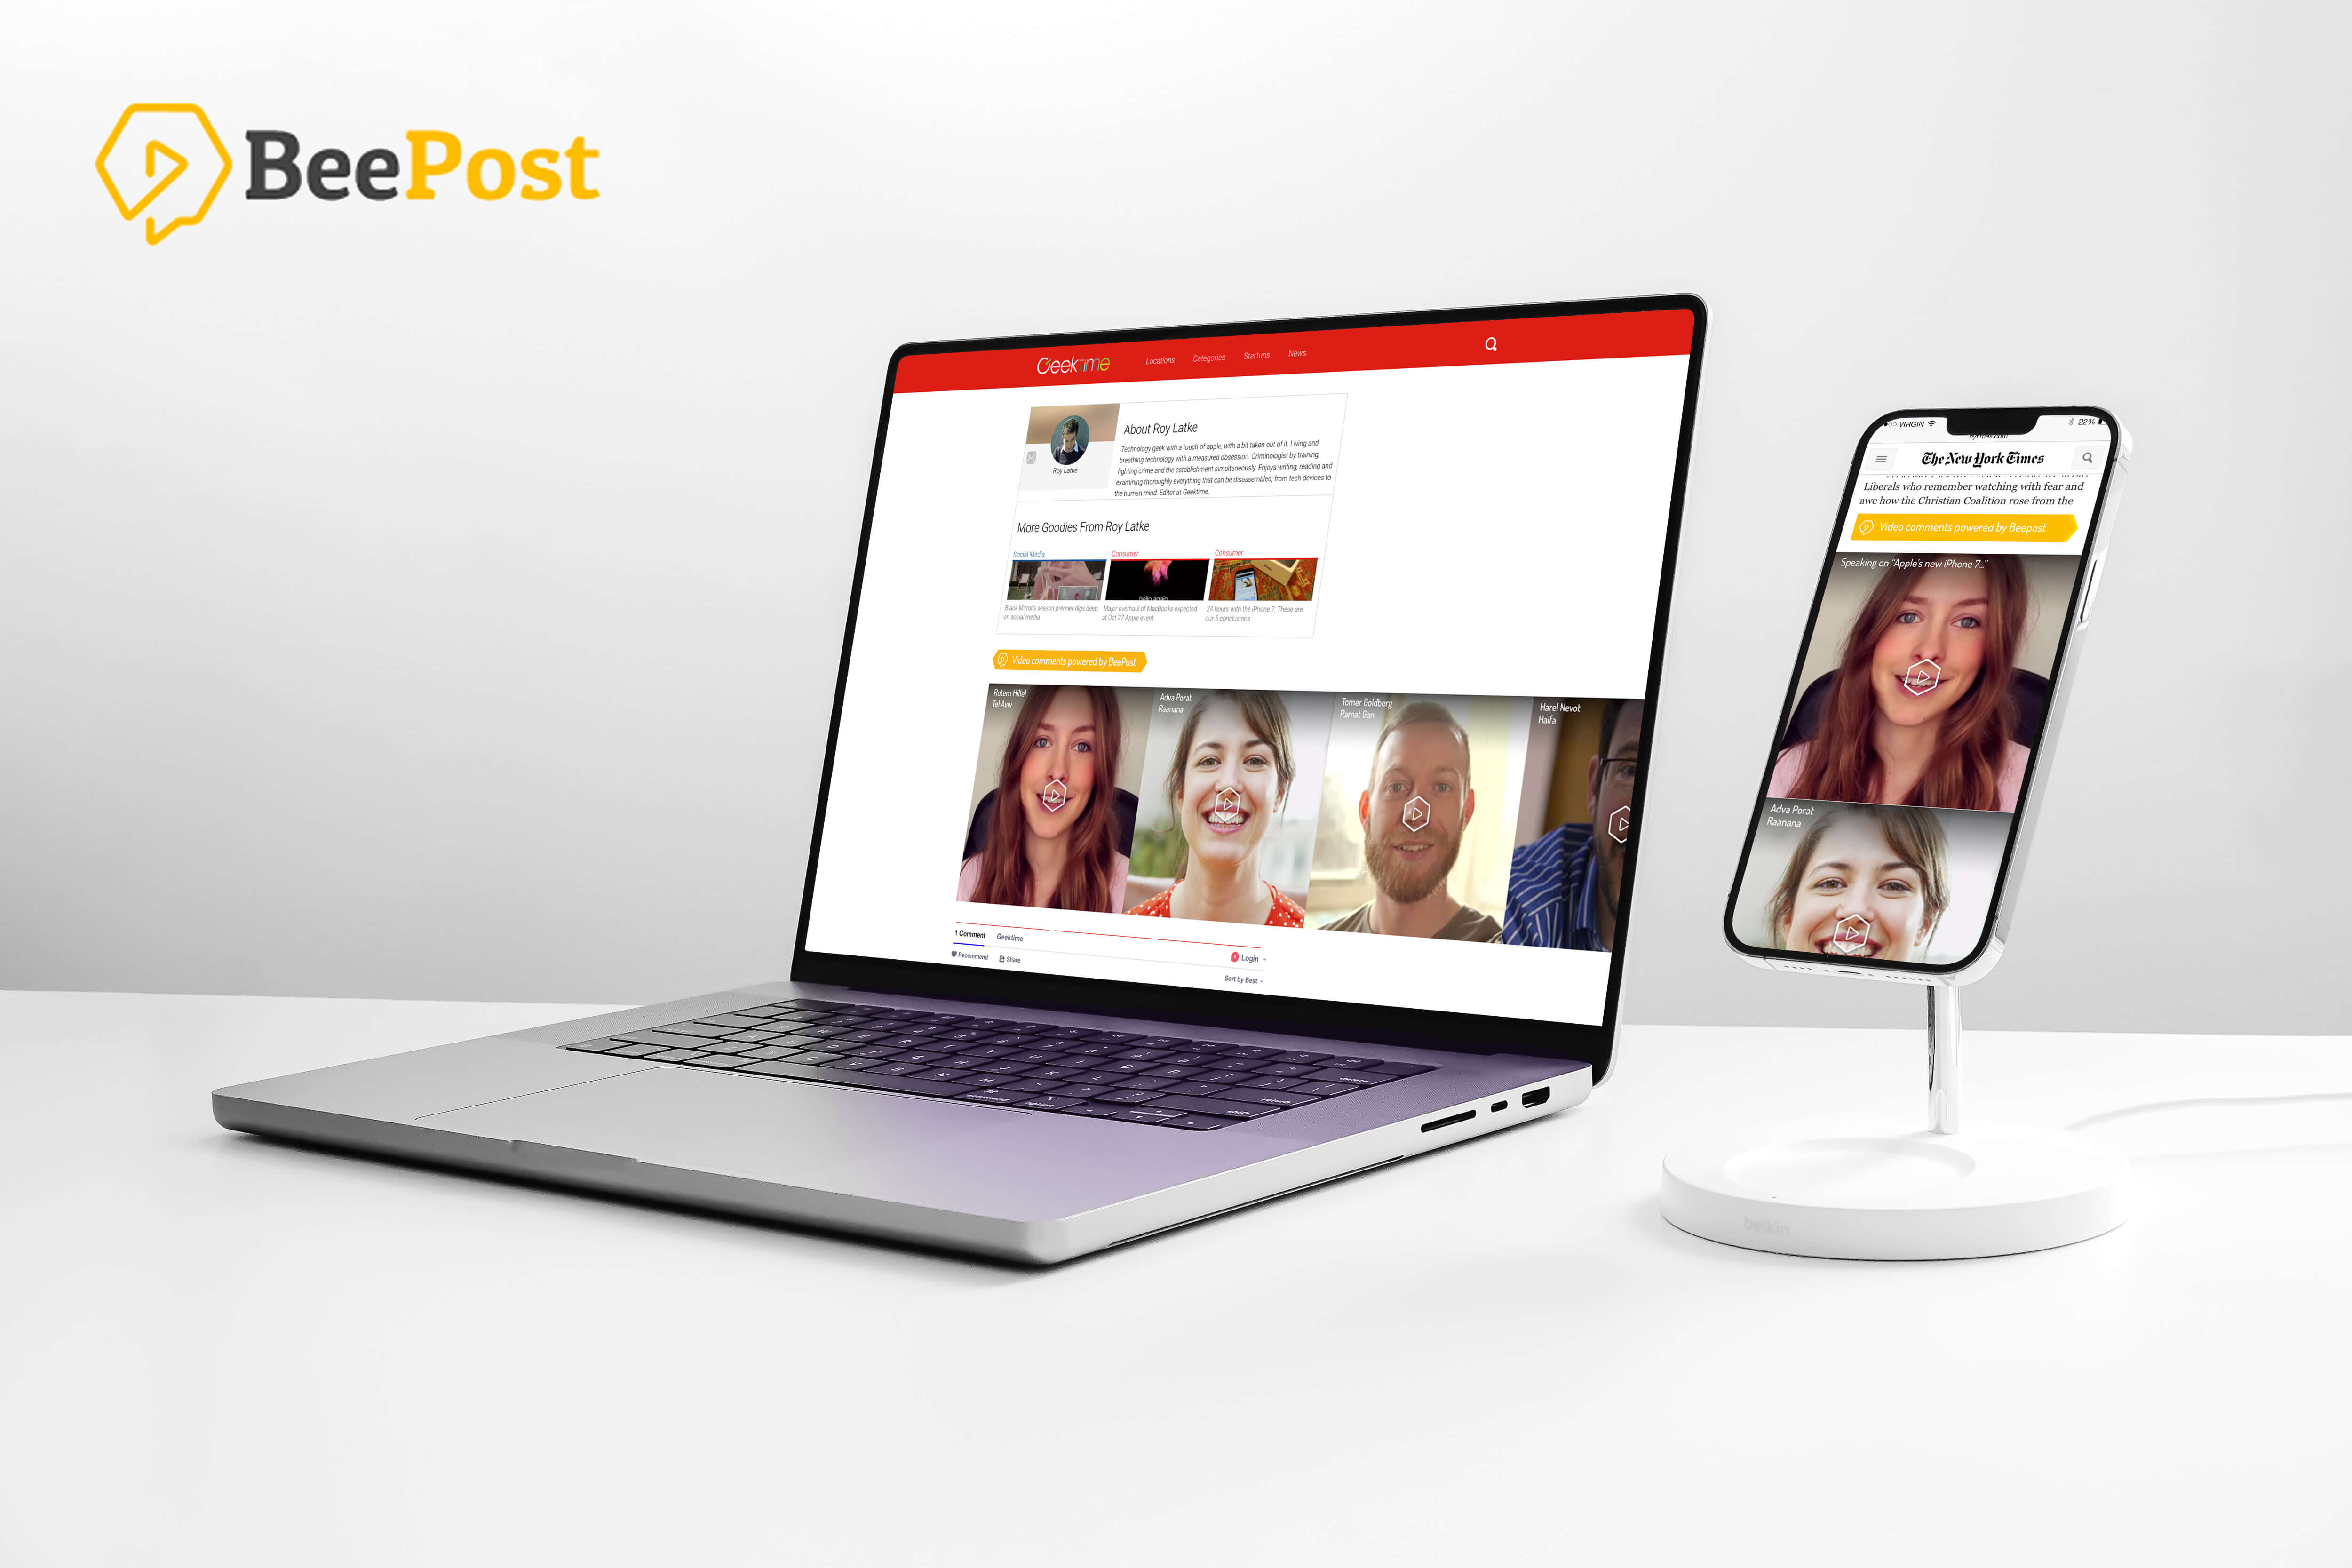 BeePost
Geektime
Locations Categories Startups News
About Roy Latke
Technology geek with a touch of apple, with a bit taken out of it. Living and
breathing technology with a measured obsession. Criminologist by training,
fighting crime and the establishment simultaneously. Enjoys writing, reading and
examining thoroughly everything that can be disassembled, from tech devices to
the human mind. Editor at Geektime.
Roy Latke
More Goodies From Roy Latke
Social Media
Consumer
Consumer
hello again
Black Mirror's season premier digs deep
on social media
Major overhaul of MacBooks expected
at Oct 27 Apple event
24 hours with the iPhone 7: These are
our 5 conclusions
Video comments powered by BeePost
Rotem Hillel
Tel Aviv
Adva Porat
Raanana
Tomer Goldberg
Ramat Gan
Harel Nevot
Haifa
1 Comment Geektime
1 Login
Recommend Share
Sort by Best
VIRGIN 22%
nytimes.com
The New York Times
Liberals who remember watching with fear and
awe how the Christian Coalition rose from the
Video comments powered by Beepost
Speaking on "Apple's new iPhone 7..."
Adva Porat
Raanana
belkin